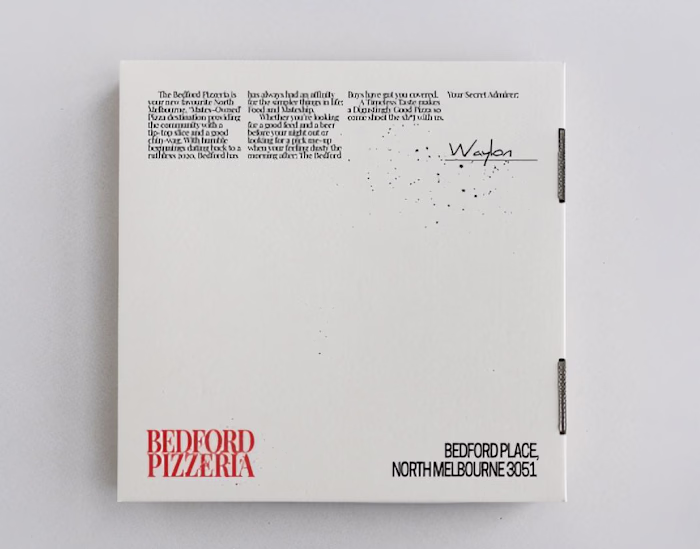 The Bedford Pizzeria is
your new favourite North
Melbourne, "Mates-Owned"
Pizza destination providing
the community with a
tip-top slice and a good
chin-wag. With humble
beginnings dating back to a
ruthless 2020, Bedford has
has always had an affinity
for the simpler things in life;
Food and Mateship.
Whether you're looking
for a good feed and a beer
before your night out or
looking for a pick me-up
when your feeling dusty the
morning after; The Bedford
Boys have got you covered.
A Timeless Taste makes
a Digustingly Good Pizza so
come shoot the sh*t with us.
Your Secret Admirer;
Waylon
BEDFORD
PIZZERIA
BEDFORD PLACE,
NORTH MELBOURNE 3051